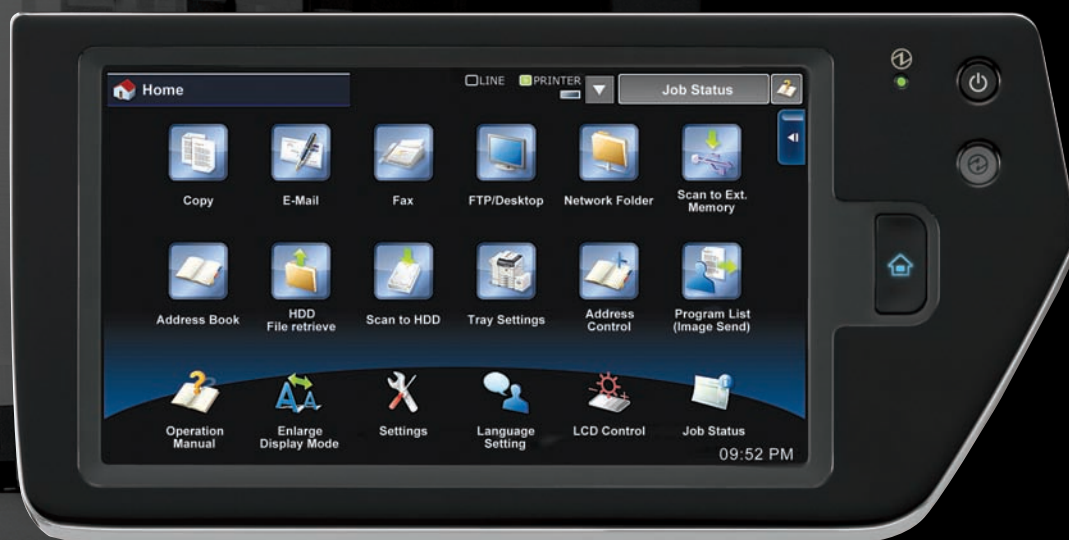 Home
LINE
PRINTER
Job Status
Copy
E-Mail
Fax
FTP/Desktop
Network Folder
Scan to Ext.
Memory
Address Book
HDD
File retrieve
Scan to HDD
Tray Settings
Address
Control
Program List
(Image Send)
Operation
Manual
Enlarge
Display Mode
Settings
Language
Setting
LCD Control
Job Status
09:52 PM